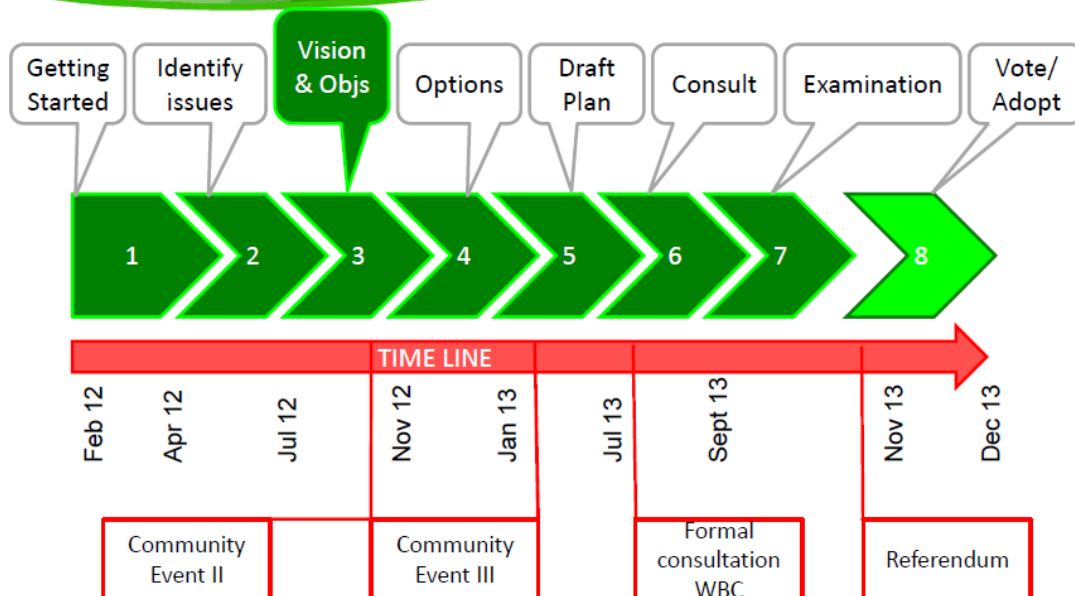 Getting
Started
Identify
issues
Vision
& Objs
Options
Draft
Plan
Consult
Examination
Vote/
Adopt
1
2
3
4
5
6
7
8
TIME LINE
Feb 12
Apr 12
Jul 12
Nov 12
Jan 13
Jul 13
Sept 13
Nov 13
Dec 13
Community
Event II
Community
Event III
Formal
consultation
WBC
Referendum